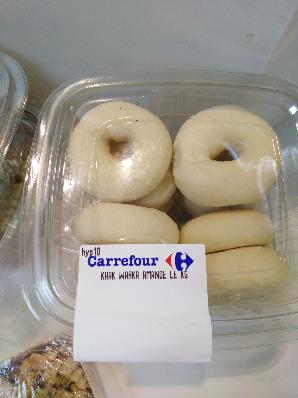 hyp10
Carrefour
KAAK WARKA AMANDE LE KG